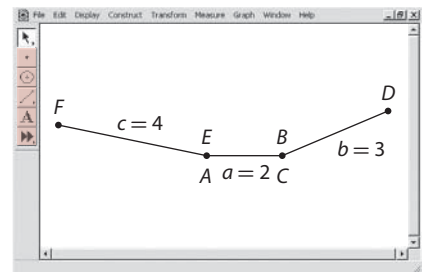 File Edit Display Construct Transform Measure Graph Window Help
D
F
c = 4
E B
b = 3
A a = 2 C
A